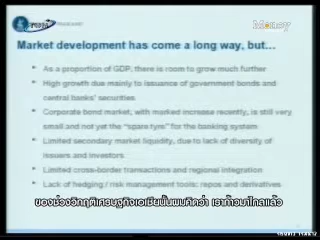 Money
Market development has come a long way, but...
• As a proportion of GDP, there is room to grow much further
• High growth due mainly to issuance of government bonds and
central banks' securities
• Corporate bond market, with marked increase recently, is still very
small and not yet the "spare tyre" for the banking system
• Limited secondary market liquidity, due to lack of diversity of
issuers and investors
• Limited cross-border transactions and regional integration
• Lack of hedging / risk management tools: repos and derivatives
ของช่วงวิกฤติเศรษฐกิจเอเชียนั้นผมคิดว่า เราก้าวมาไกลแล้ว